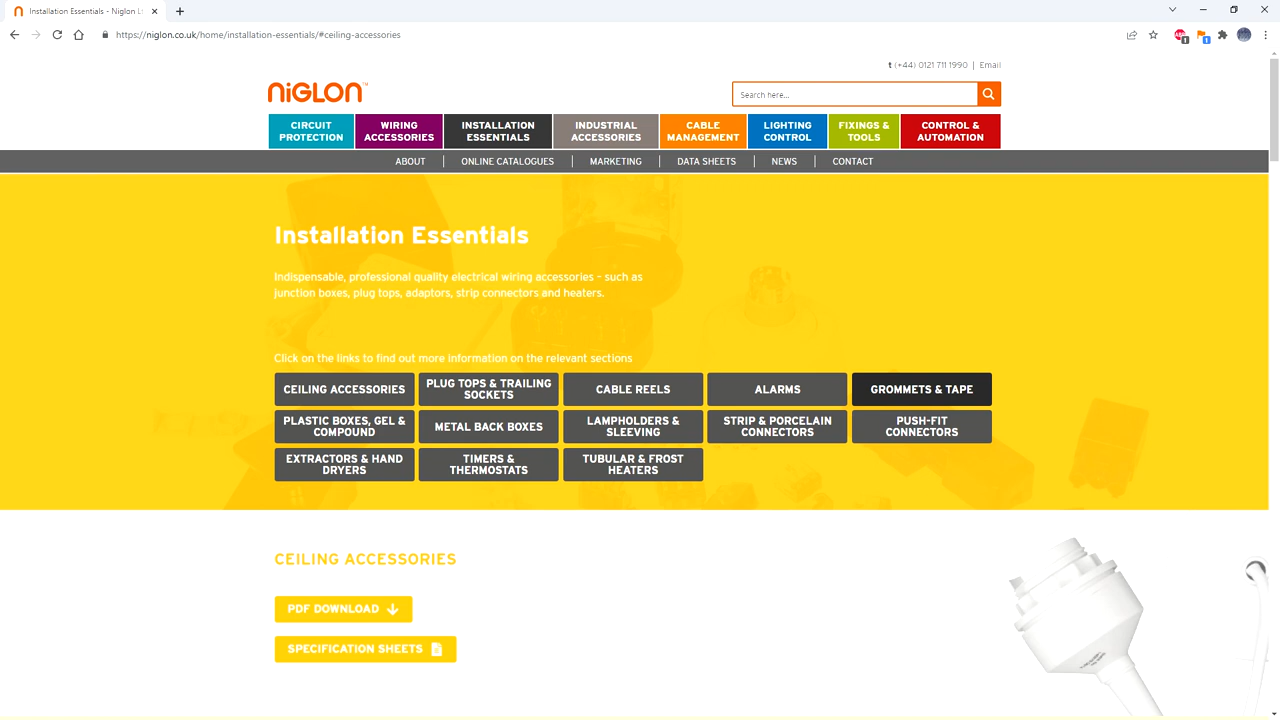 Installation Essentials - Niglon Lt
https://niglon.co.uk/home/installation-essentials/#ceiling-accessories
t (+44) 0121 711 1990 | Email
NIGLON
Search here...
CIRCUIT PROTECTION
WIRING ACCESSORIES
INSTALLATION ESSENTIALS
INDUSTRIAL ACCESSORIES
CABLE MANAGEMENT
LIGHTING CONTROL
FIXINGS & TOOLS
CONTROL & AUTOMATION
ABOUT | ONLINE CATALOGUES | MARKETING | DATA SHEETS | NEWS | CONTACT
Installation Essentials
Indispensable, professional quality electrical wiring accessories - such as
junction boxes, plug tops, adaptors, strip connectors and heaters.
Click on the links to find out more information on the relevant sections
CEILING ACCESSORIES
PLUG TOPS & TRAILING SOCKETS
CABLE REELS
ALARMS
GROMMETS & TAPE
PLASTIC BOXES, GEL & COMPOUND
METAL BACK BOXES
LAMPHOLDERS & SLEEVING
STRIP & PORCELAIN CONNECTORS
PUSH-FIT CONNECTORS
EXTRACTORS & HAND DRYERS
TIMERS & THERMOSTATS
TUBULAR & FROST HEATERS
CEILING ACCESSORIES
PDF DOWNLOAD
SPECIFICATION SHEETS